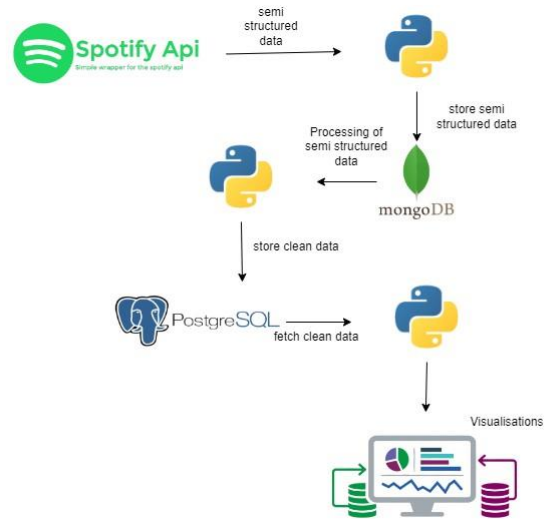 semi
structured
data
Spotify Api
Simple wrapper for the spotify api
store semi
structured data
Processing of
semi structured
data
mongoDB
store clean data
PostgreSQL
fetch clean data
Visualisations